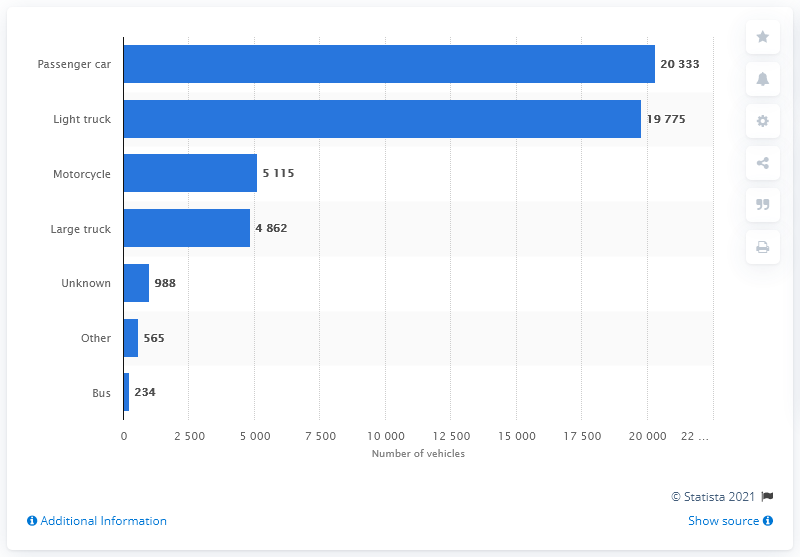 Passenger car 20 333
Light truck 19 775
Motorcycle 5 115
Large truck 4 862
Unknown 988
Other 565
Bus 234
0 2 500 5 000 7 500 10 000 12 500 15 000 17 500 20 000 22 ...
Number of vehicles
© Statista 2021
Additional Information Show source